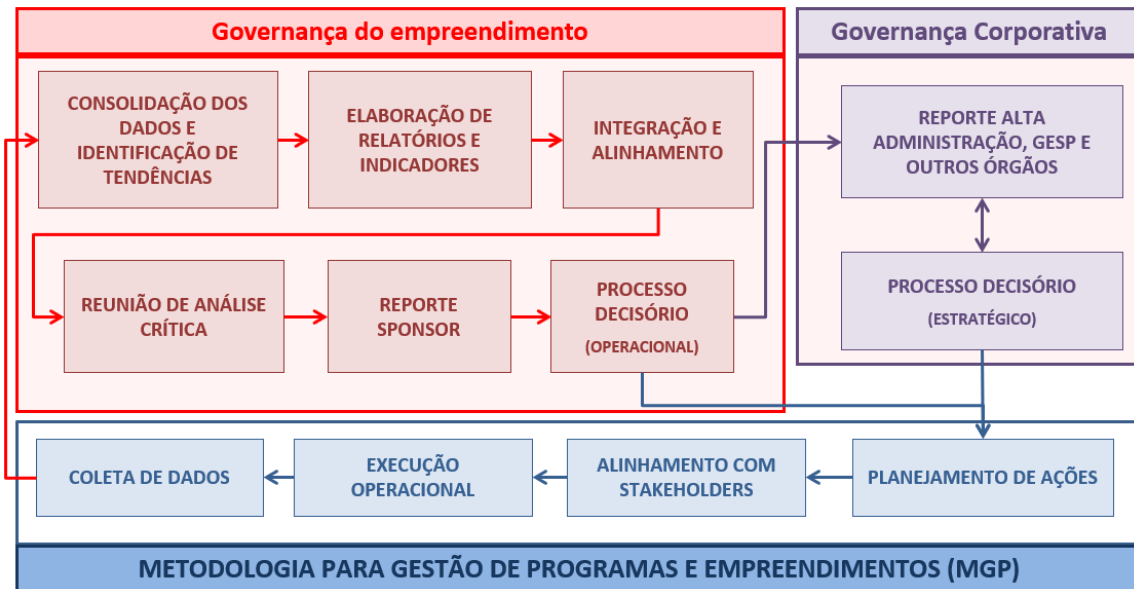 Governança do empreendimento
Governança Corporativa
CONSOLIDAÇÃO DOS
DADOS E
IDENTIFICAÇÃO DE
TENDÊNCIAS
ELABORAÇÃO DE
RELATÓRIOS E
INDICADORES
INTEGRAÇÃO E
ALINHAMENTO
REPORTE ALTA
ADMINISTRAÇÃO, GESP E
OUTROS ÓRGÃOS
REUNIÃO DE ANÁLISE
CRÍTICA
REPORTE
SPONSOR
PROCESSO
DECISÓRIO
(OPERACIONAL)
PROCESSO DECISÓRIO
(ESTRATÉGICO)
COLETA DE DADOS
EXECUÇÃO
OPERACIONAL
ALINHAMENTO COM
STAKEHOLDERS
PLANEJAMENTO DE AÇÕES
METODOLOGIA PARA GESTÃO DE PROGRAMAS E EMPREENDIMENTOS (MGP)